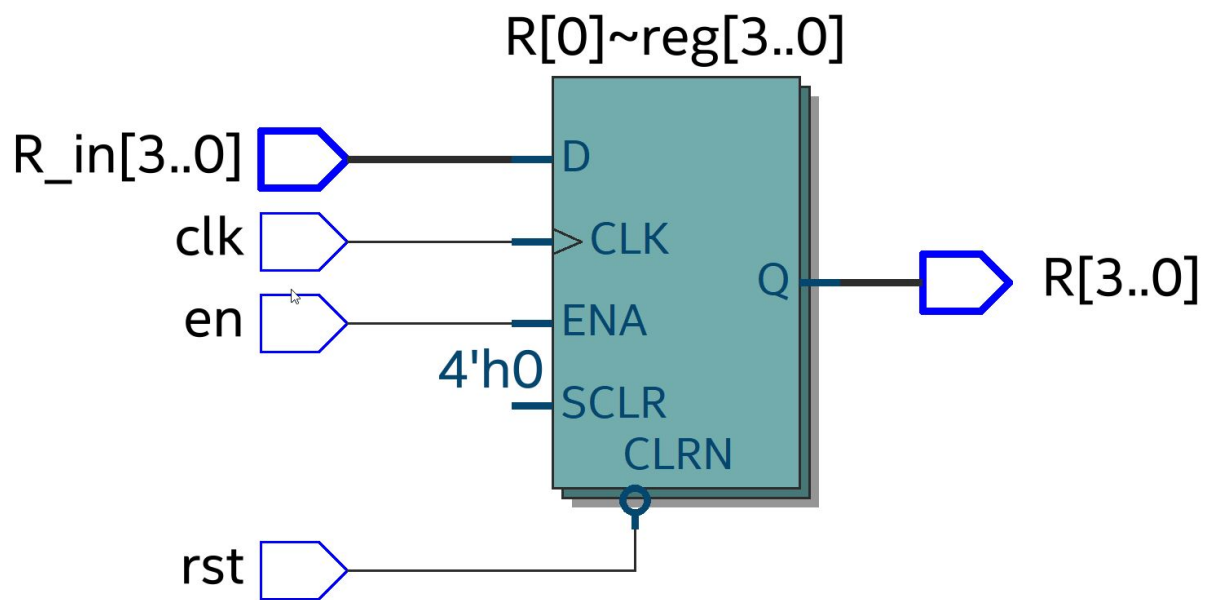 R[0]~reg[3..0]
R_in[3..0]
D
clk
CLK
Q
R[3..0]
en
ENA
4'h0
SCLR
CLRN
rst